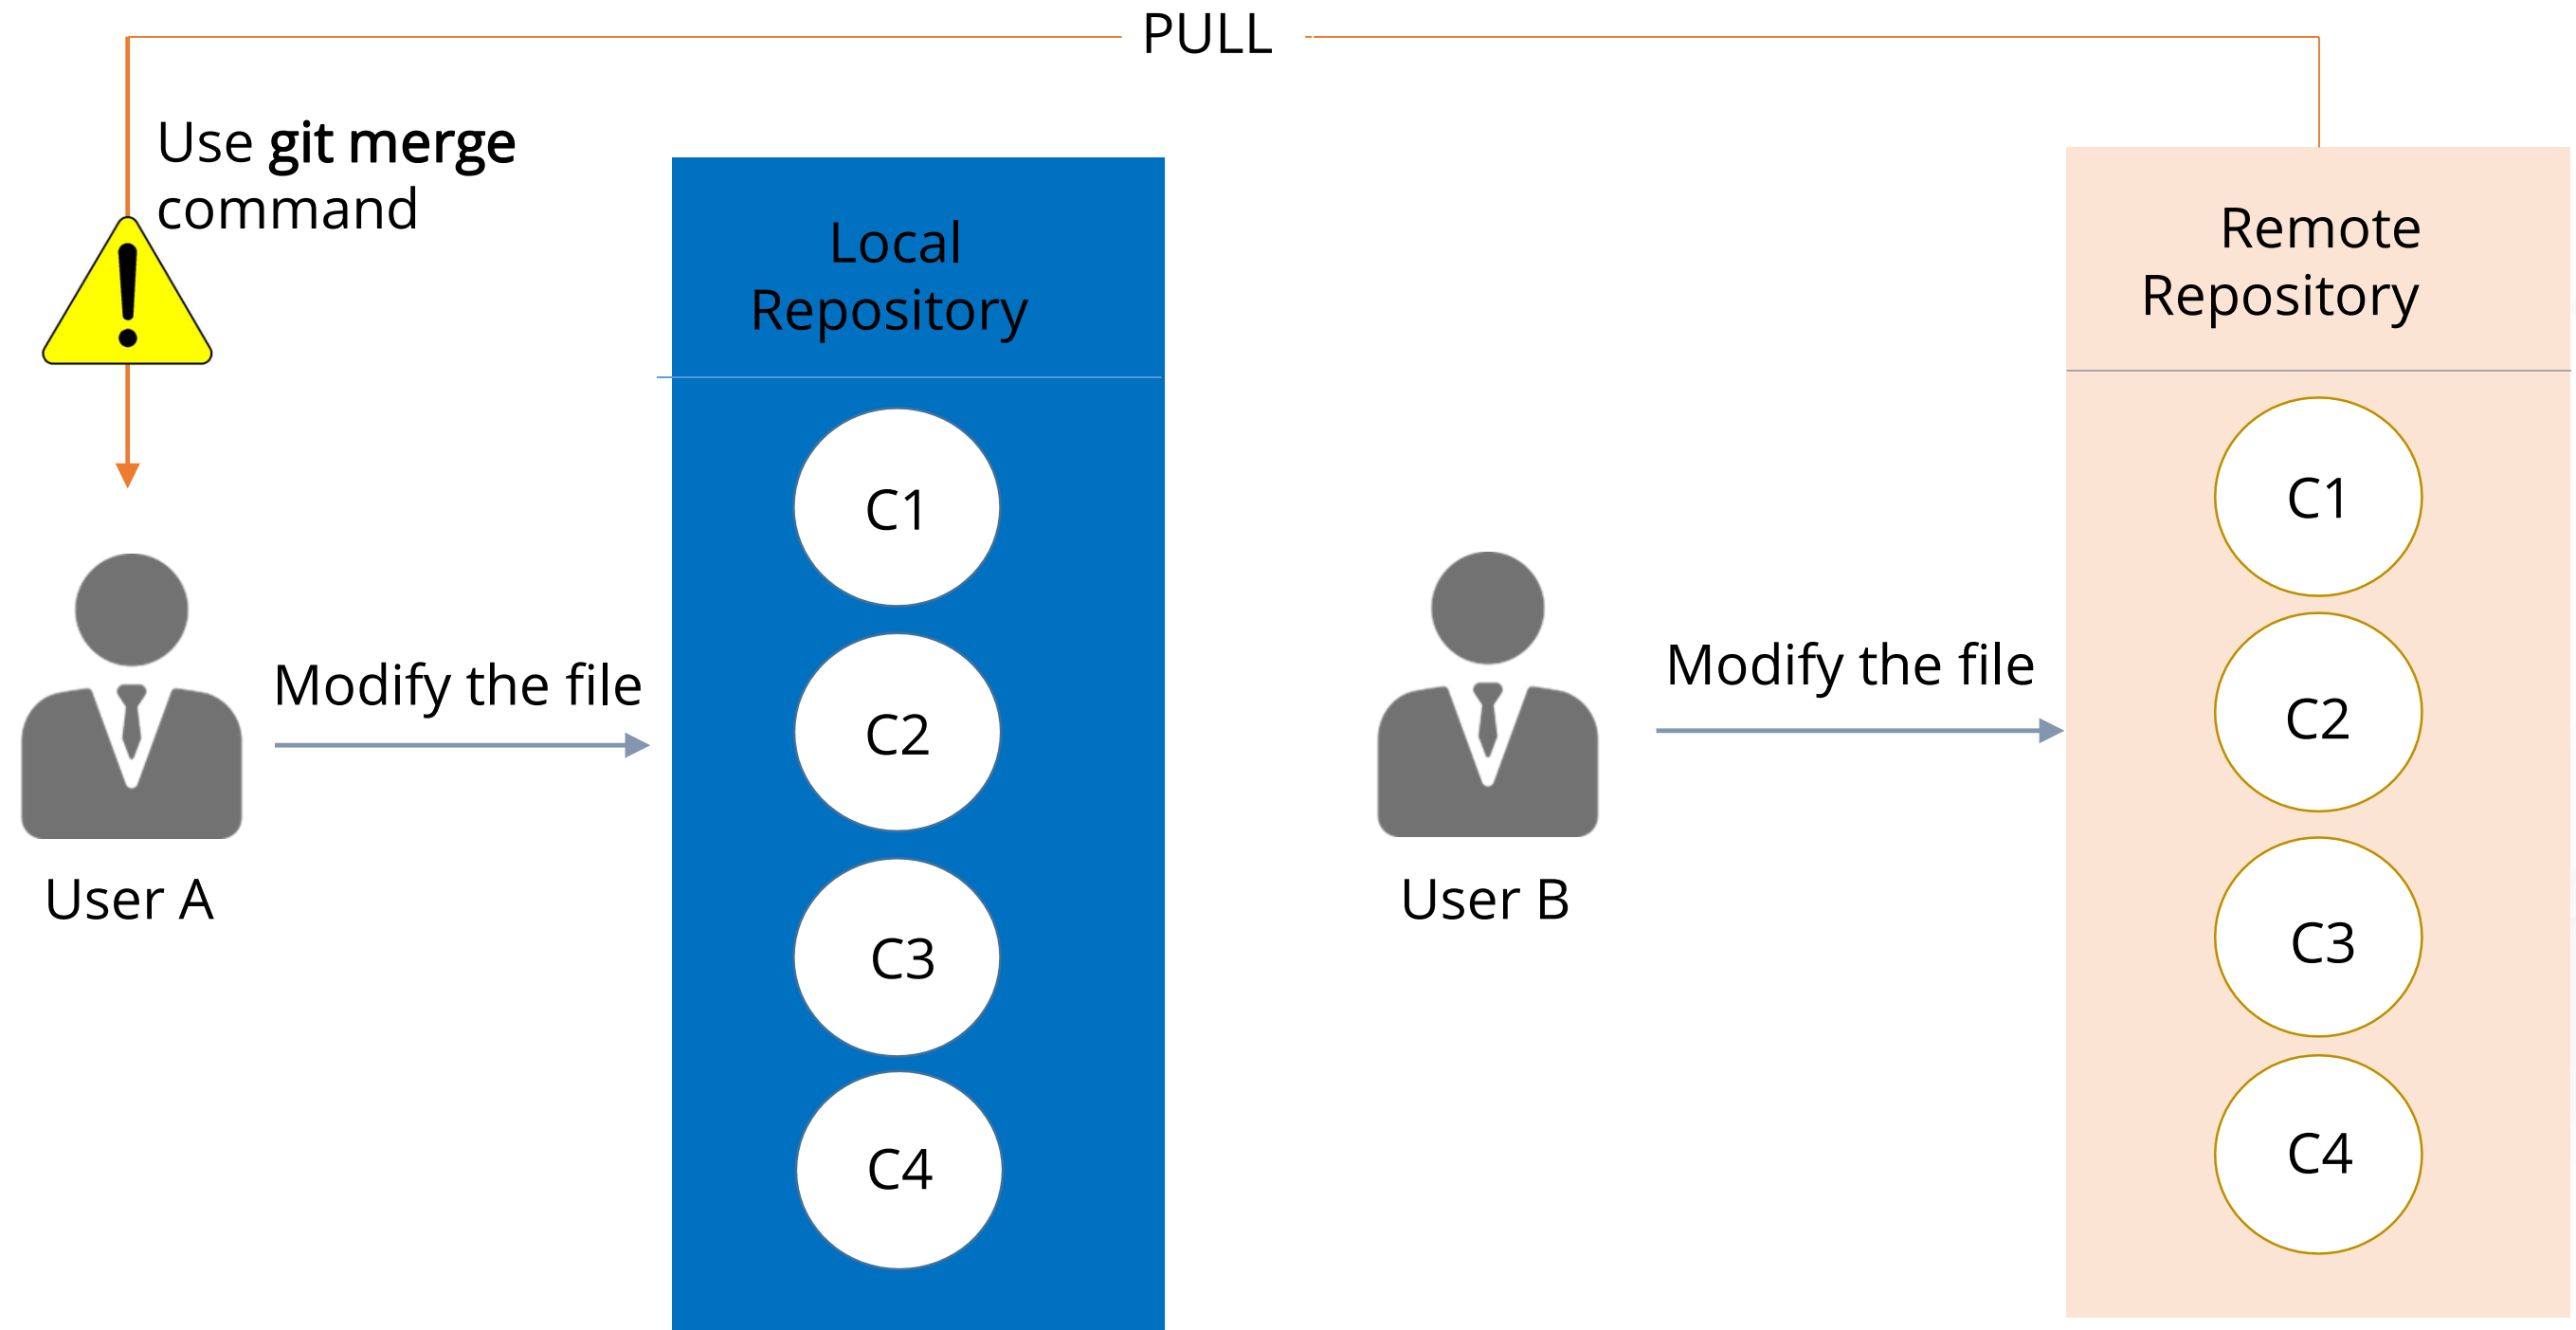 PULL
Use git merge
command
Local
Repository
Remote
Repository
C1
C2
C3
C4
C1
C2
C3
C4
Modify the file
Modify the file
User A
User B